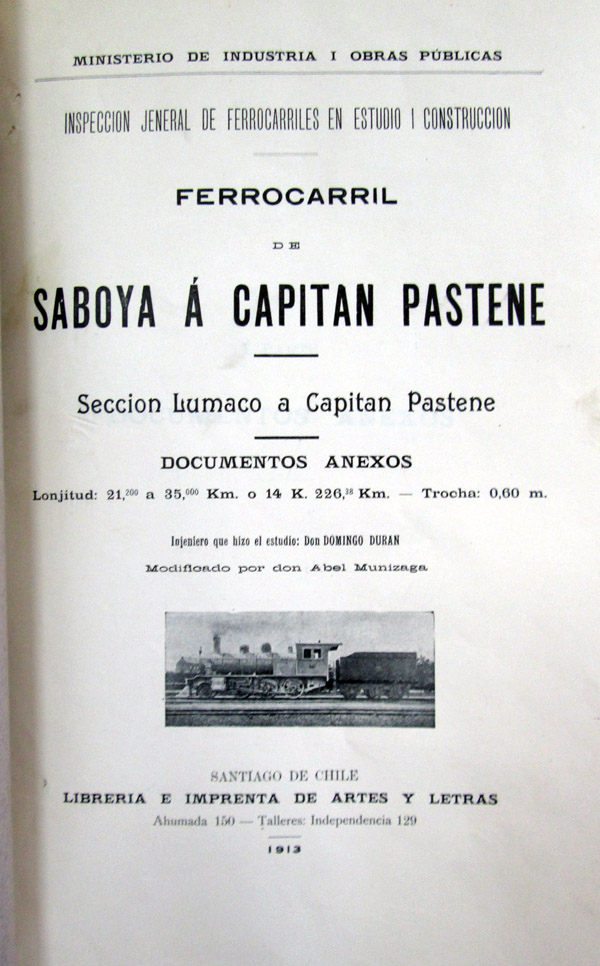 MINISTERIO DE INDUSTRIA I OBRAS PÚBLICAS
INSPECCION JENERAL DE FERROCARRILES EN ESTUDIO I CONSTRUCCION
FERROCARRIL
DE
SABOYA Á CAPITAN PASTENE
Seccion Lumaco a Capitan Pastene
DOCUMENTOS ANEXOS
Lonjitud: 21,²⁰⁰ a 35,⁰⁰⁰ Km. o 14 K. 226,²⁸ Km. — Trocha: 0,60 m.
Injeniero que hizo el estudio: Don DOMINGO DURAN
Modificado por don Abel Munizaga
SANTIAGO DE CHILE
LIBRERIA E IMPRENTA DE ARTES Y LETRAS
Ahumada 150 — Talleres: Independencia 129
1913